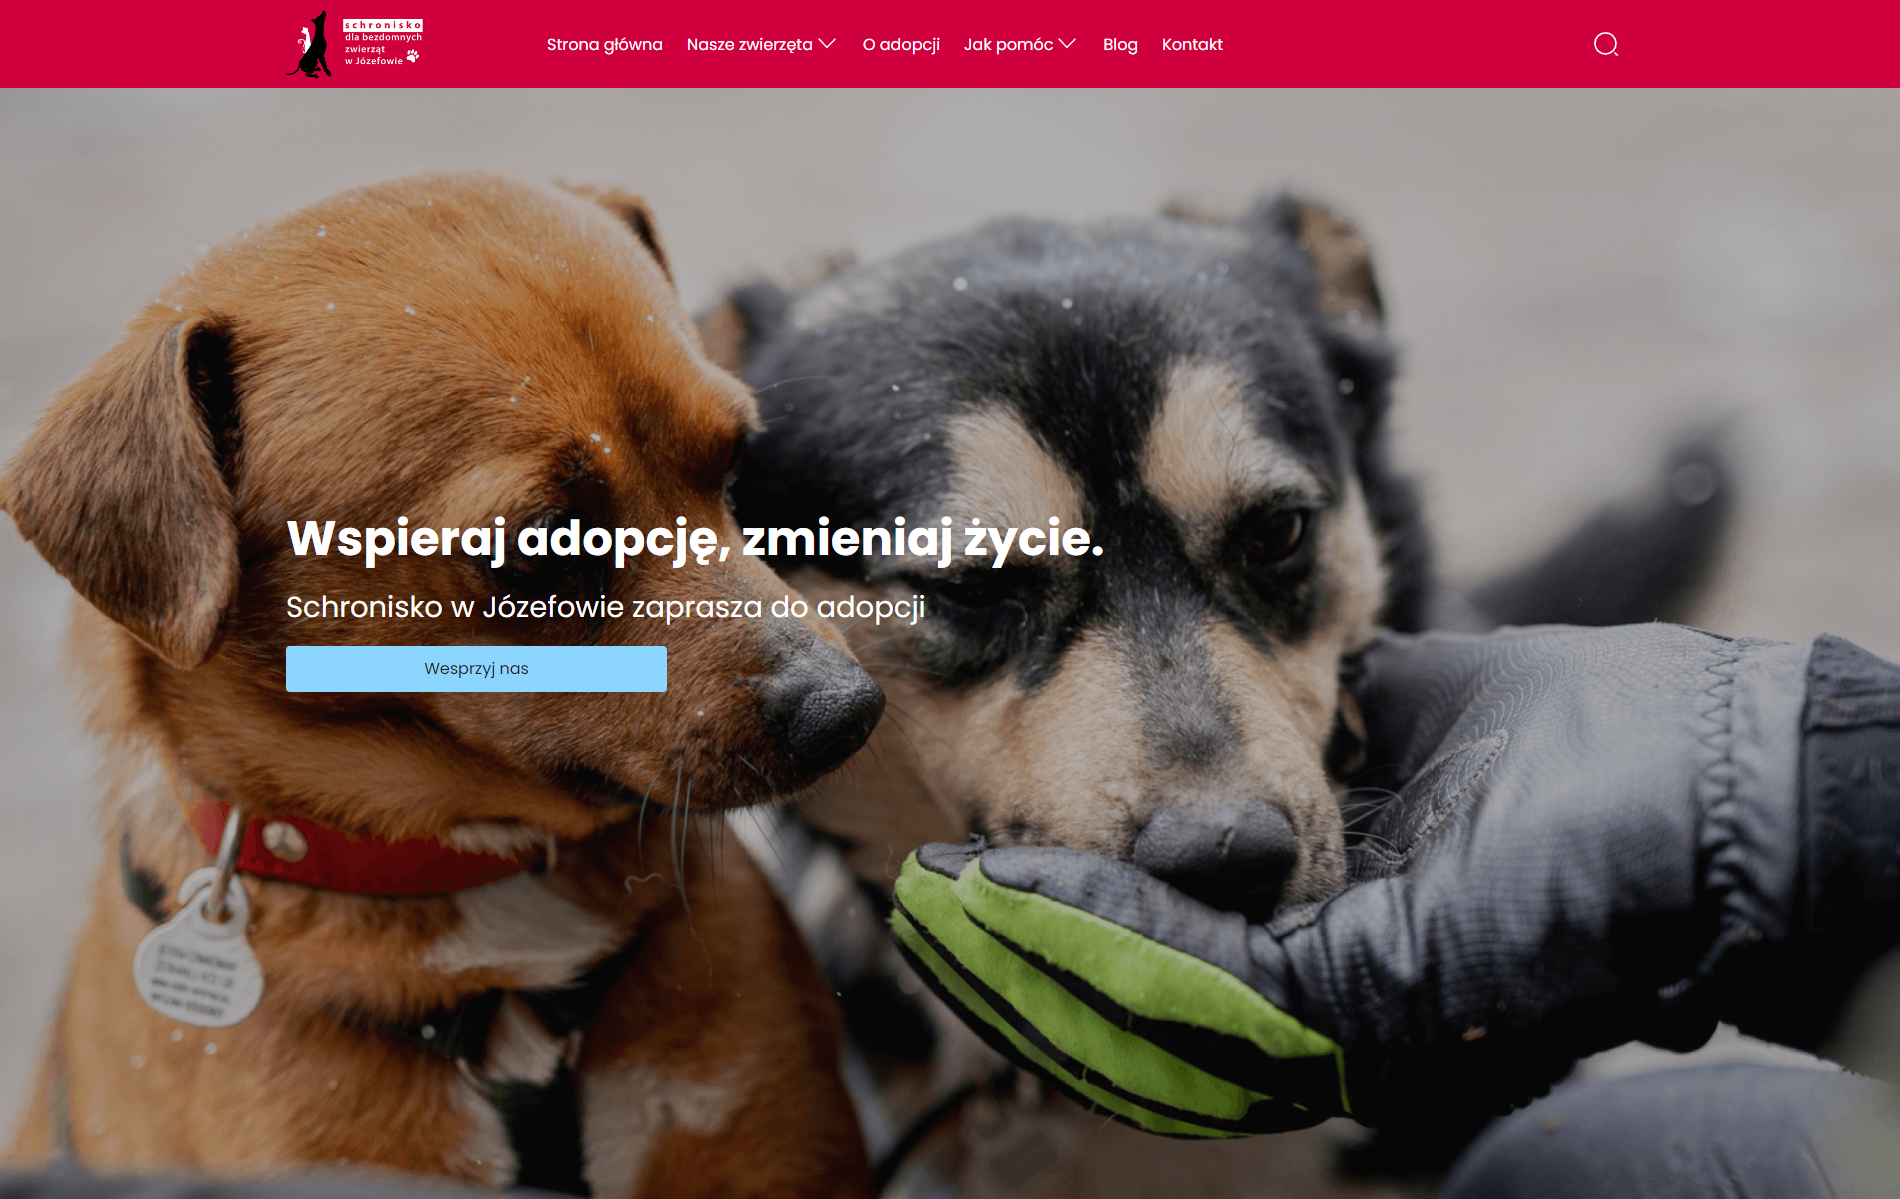 schronisko
dla bezdomnych
zwierząt
w Józefowie
Strona główna Nasze zwierzęta O adopcji Jak pomóc Blog Kontakt
Wspieraj adopcję, zmieniaj życie.
Schronisko w Józefowie zaprasza do adopcji
Wesprzyj nas